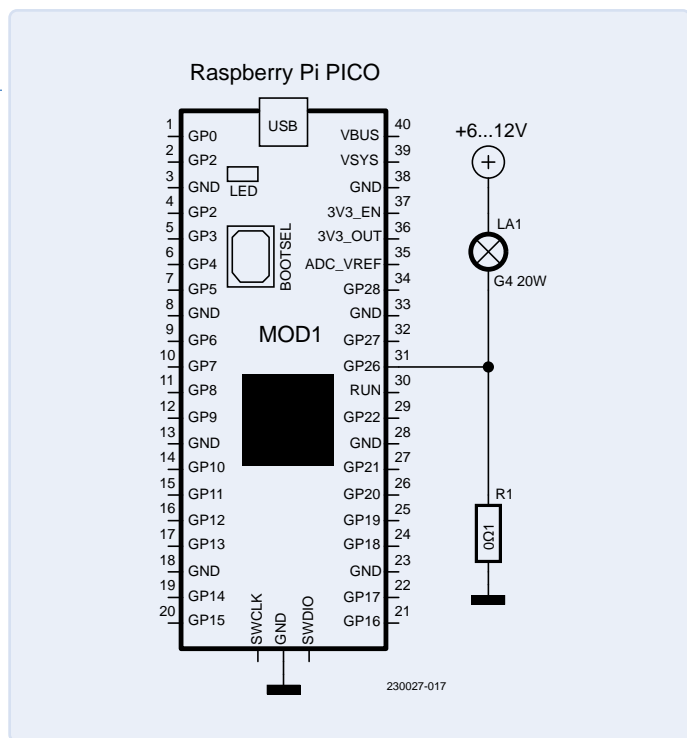 Raspberry Pi PICO
USB
LED
BOOTSEL
MOD1
1 GP0
2 GP2
3 GND
4 GP2
5 GP3
6 GP4
7 GP5
8 GND
9 GP6
10 GP7
11 GP8
12 GP9
13 GND
14 GP10
15 GP11
16 GP12
17 GP13
18 GND
19 GP14
20 GP15
VBUS 40
VSYS 39
GND 38
3V3_EN 37
3V3_OUT 36
ADC_VREF 35
GP28 34
GND 33
GP27 32
GP26 31
RUN 30
GP22 29
GND 28
GP21 27
GP20 26
GP19 25
GP18 24
GND 23
GP17 22
GP16 21
SWCLK
GND
SWDIO
+6...12V
+
LA1
G4 20W
R1
0Ω1
230027-017